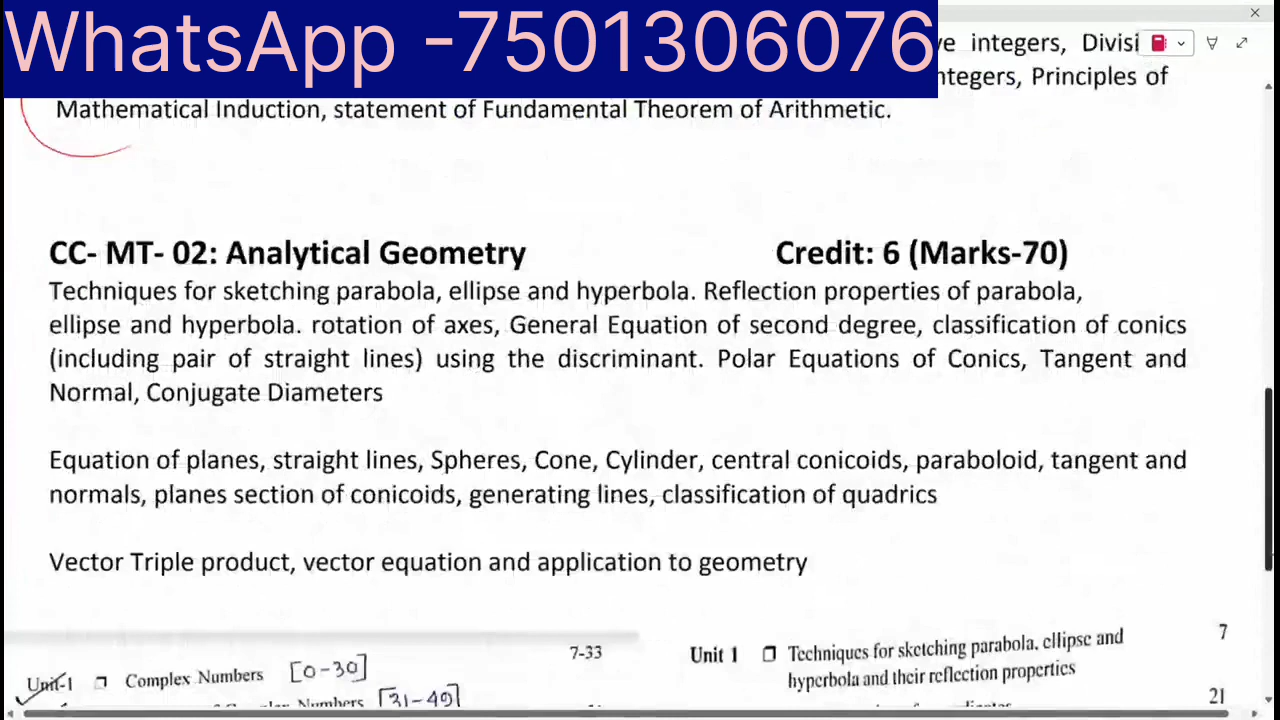 WhatsApp -7501306076
ve integers, Divisi
ntegers, Principles of
Mathematical Induction, statement of Fundamental Theorem of Arithmetic.
CC- MT- 02: Analytical Geometry Credit: 6 (Marks-70)
Techniques for sketching parabola, ellipse and hyperbola. Reflection properties of parabola,
ellipse and hyperbola. rotation of axes, General Equation of second degree, classification of conics
(including pair of straight lines) using the discriminant. Polar Equations of Conics, Tangent and
Normal, Conjugate Diameters
Equation of planes, straight lines, Spheres, Cone, Cylinder, central conicoids, paraboloid, tangent and
normals, planes section of conicoids, generating lines, classification of quadrics
Vector Triple product, vector equation and application to geometry
7-33
Unit-1 Complex Numbers [0-30]
Numbers [31-49]
Unit 1 Techniques for sketching parabola, ellipse and 7
hyperbola and their reflection properties
21